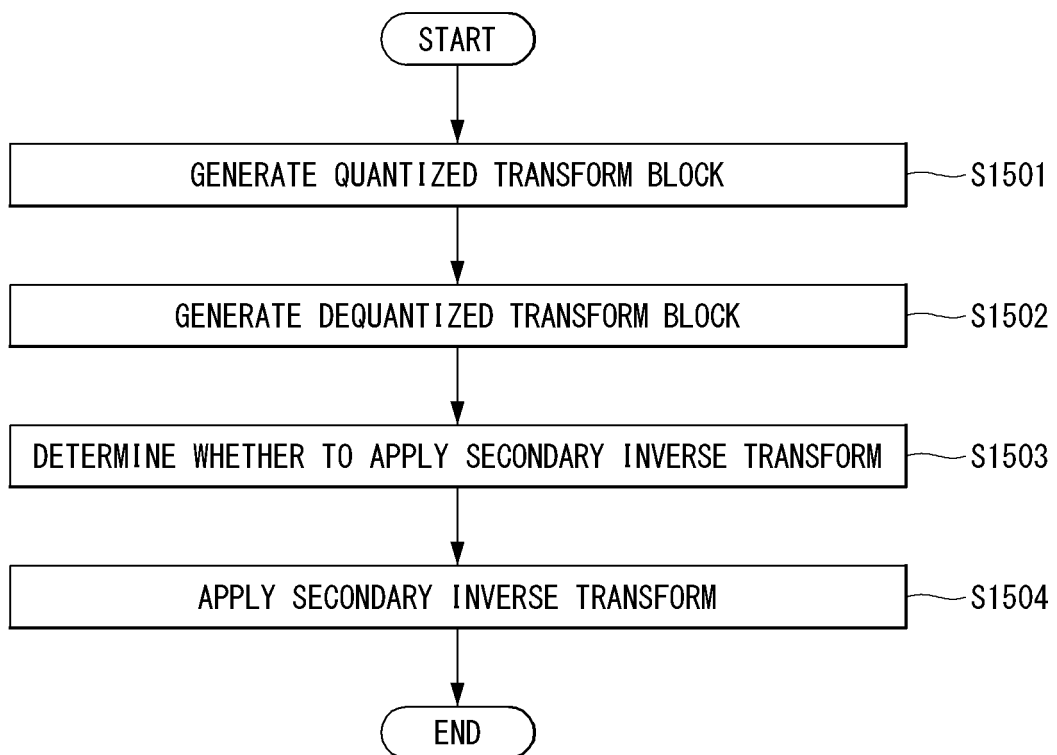 START
GENERATE QUANTIZED TRANSFORM BLOCK
S1501
GENERATE DEQUANTIZED TRANSFORM BLOCK
S1502
DETERMINE WHETHER TO APPLY SECONDARY INVERSE TRANSFORM
S1503
APPLY SECONDARY INVERSE TRANSFORM
S1504
END